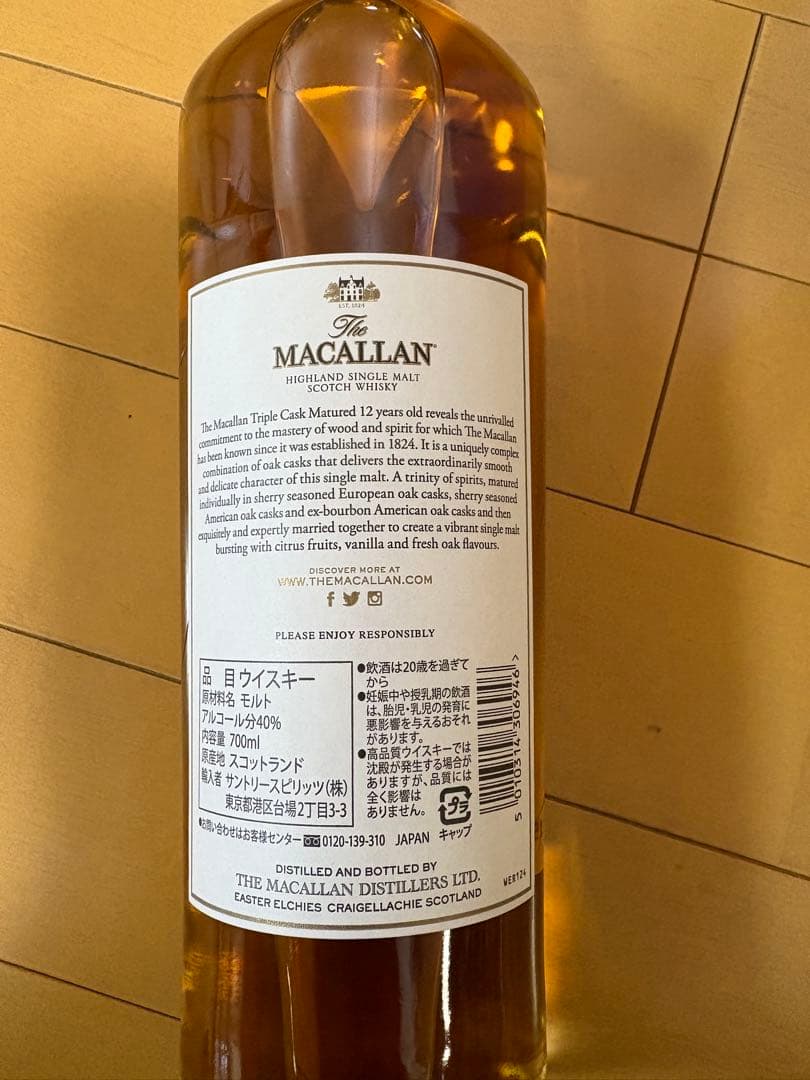 EST. 1824
The
MACALLAN
HIGHLAND SINGLE MALT
SCOTCH WHISKY
The Macallan Triple Cask Matured 12 years old reveals the unrivalled
commitment to the mastery of wood and spirit for which The Macallan
has been known since it was established in 1824. It is a uniquely complex
combination of oak casks that delivers the extraordinarily smooth
and delicate character of this single malt. A trinity of spirits, matured
individually in sherry seasoned European oak casks, sherry seasoned
American oak casks and ex-bourbon American oak casks and then
exquisitely and expertly married together to create a vibrant single malt
bursting with citrus fruits, vanilla and fresh oak flavours.
DISCOVER MORE AT
WWW.THEMACALLAN.COM
PLEASE ENJOY RESPONSIBLY
品 目 ウイスキー
原材料名 モルト
アルコール分40%
内容量 700ml
原産地 スコットランド
輸入者 サントリースピリッツ(株)
東京都港区台場2丁目3-3
●飲酒は20歳を過ぎて
から
●妊娠中や授乳期の飲酒
は、胎児・乳児の発育に
悪影響を与えるおそれ
があります。
●高品質ウイスキーでは
沈殿が発生する場合が
ありますが、品質には
全く影響は
ありません。
プラ
キャップ
5 010314 306946 >
●お問い合わせはお客様センター 0120-139-310 JAPAN
DISTILLED AND BOTTLED BY
THE MACALLAN DISTILLERS LTD.
EASTER ELCHIES CRAIGELLACHIE SCOTLAND
WER124